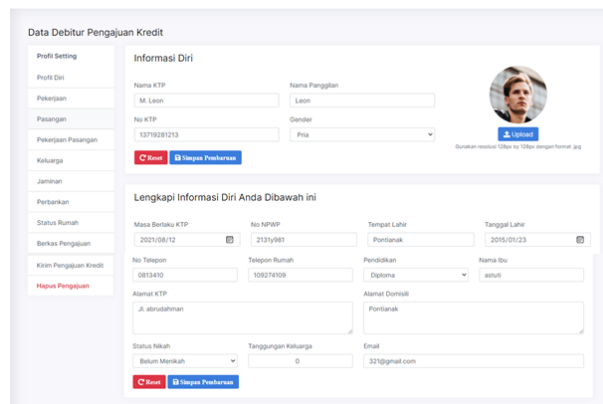 Data Debitur Pengajuan Kredit
Profil Setting
Profil Diri
Pekerjaan
Pasangan
Pekerjaan Pasangan
Keluarga
Jaminan
Perbankan
Status Rumah
Berkas Pengajuan
Kirim Pengajuan Kredit
Hapus Pengajuan
Informasi Diri
Nama KTP Nama Panggilan
M. Leon Leon
No KTP Gender
13719281213 Pria
Reset Simpan Pembaruan
Upload
Gunakan resolusi 128px by 128px dengan format .jpg
Lengkapi Informasi Diri Anda Dibawah ini
Masa Berlaku KTP No NPWP Tempat Lahir Tanggal Lahir
2021/08/12 2131y981 Pontianak 2015/01/23
No Telepon Telepon Rumah Pendidikan Nama Ibu
0813410 109274109 Diploma astuti
Alamat KTP Alamat Domisili
Jl. abrudahman Pontianak
Status Nikah Tanggungan Keluarga Email
Belum Menikah 0 321@gmail.com
Reset Simpan Pembaruan